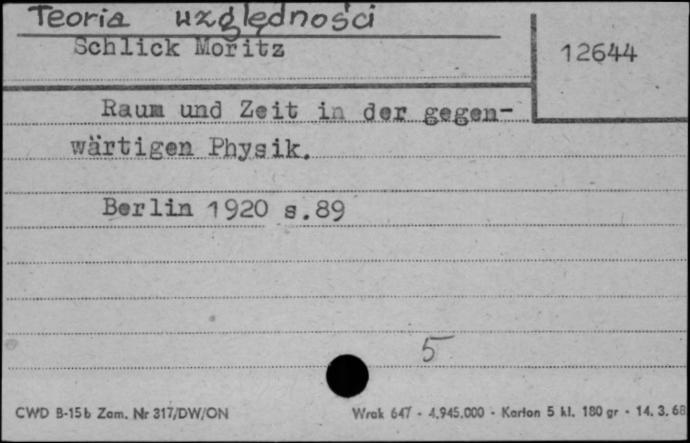 Teoria względności
Schlick Moritz
12644
Raum und Zeit in der gegen-
wärtigen Physik.
Berlin 1920 s.89
5
CWD B-15b Zam. Nr 317/DW/ON Wrak 647 - 4.945.000 - Karton 5 kl. 180 gr - 14. 3. 68